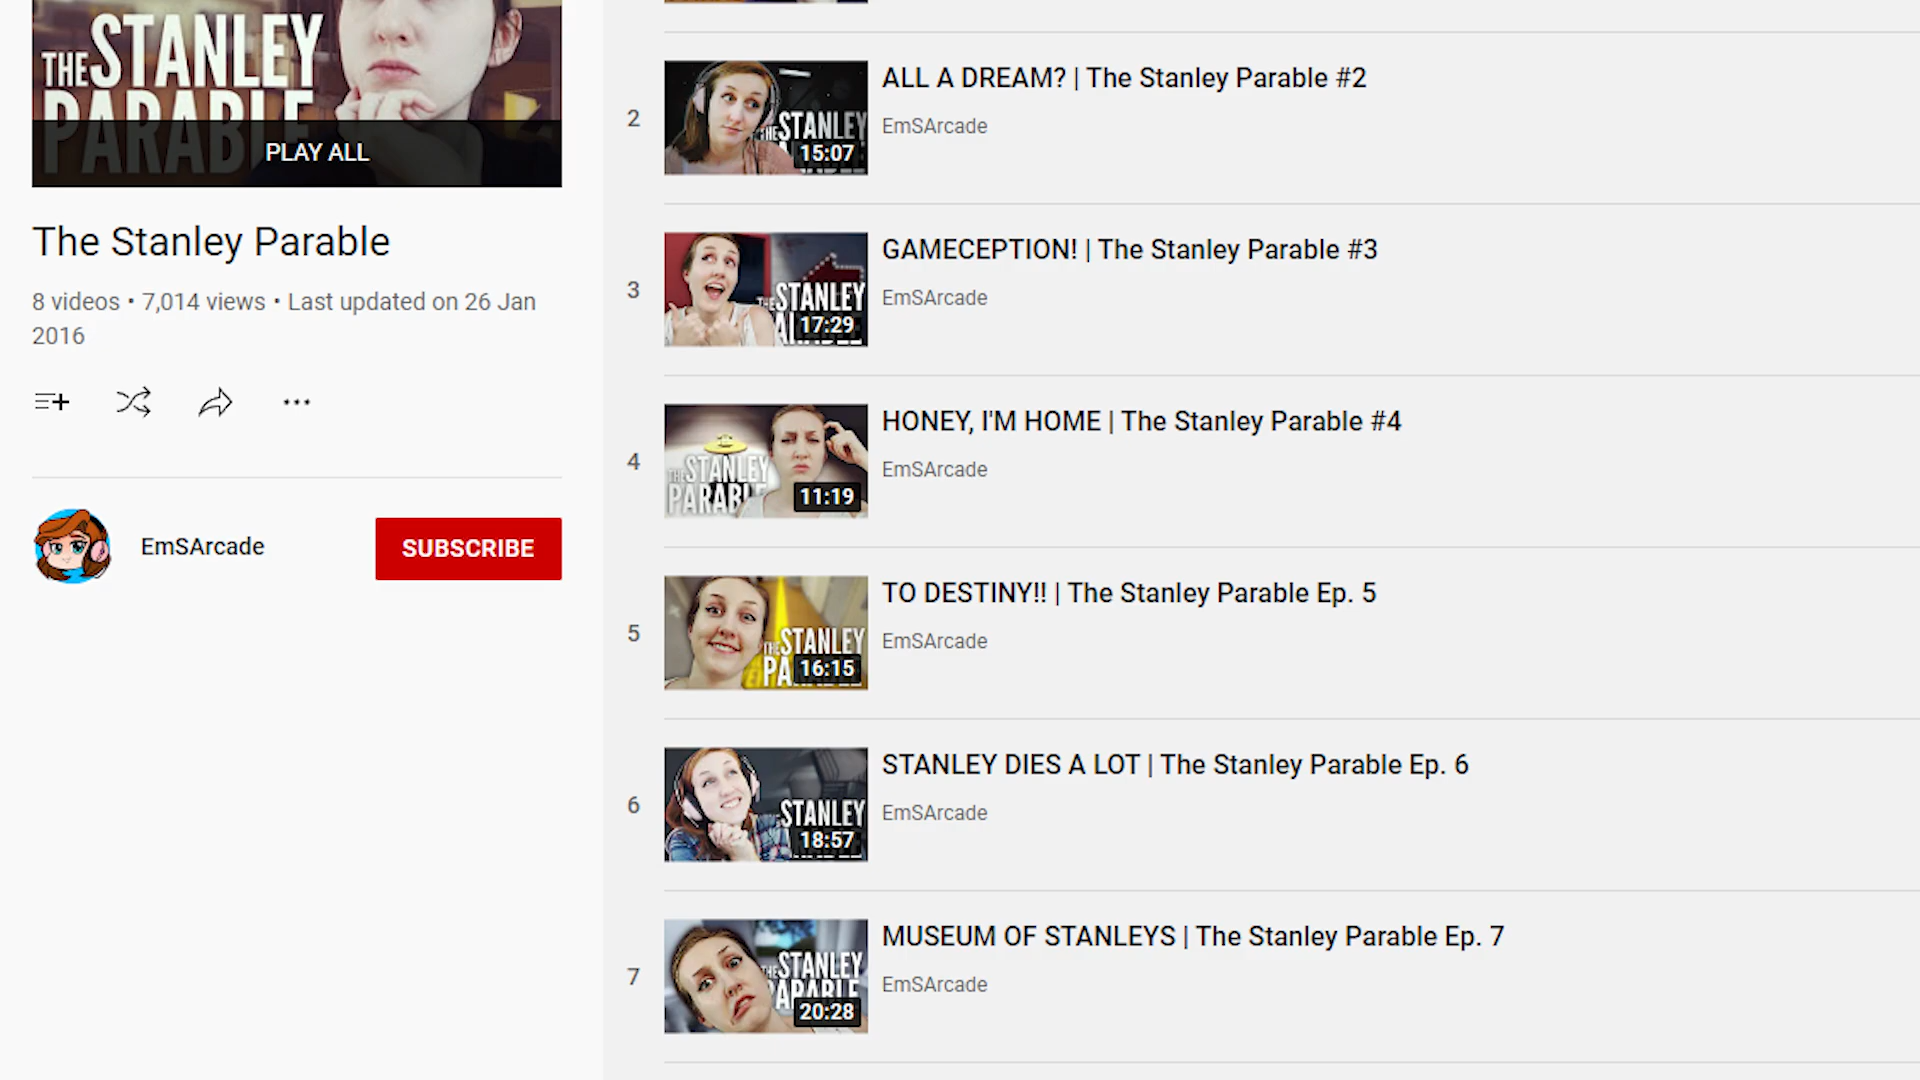 THE STANLEY
PARABLE
PLAY ALL
The Stanley Parable
8 videos • 7,014 views • Last updated on 26 Jan
2016
EmSArcade
SUBSCRIBE
2
THE STANLEY
15:07
ALL A DREAM? | The Stanley Parable #2
EmSArcade
3
THE STANLEY
17:29
GAMECEPTION! | The Stanley Parable #3
EmSArcade
4
THE STANLEY
PARABLE
11:19
HONEY, I'M HOME | The Stanley Parable #4
EmSArcade
5
THE STANLEY
PA
16:15
TO DESTINY!! | The Stanley Parable Ep. 5
EmSArcade
6
STANLEY
18:57
STANLEY DIES A LOT | The Stanley Parable Ep. 6
EmSArcade
7
THE STANLEY
PARABLE
20:28
MUSEUM OF STANLEYS | The Stanley Parable Ep. 7
EmSArcade